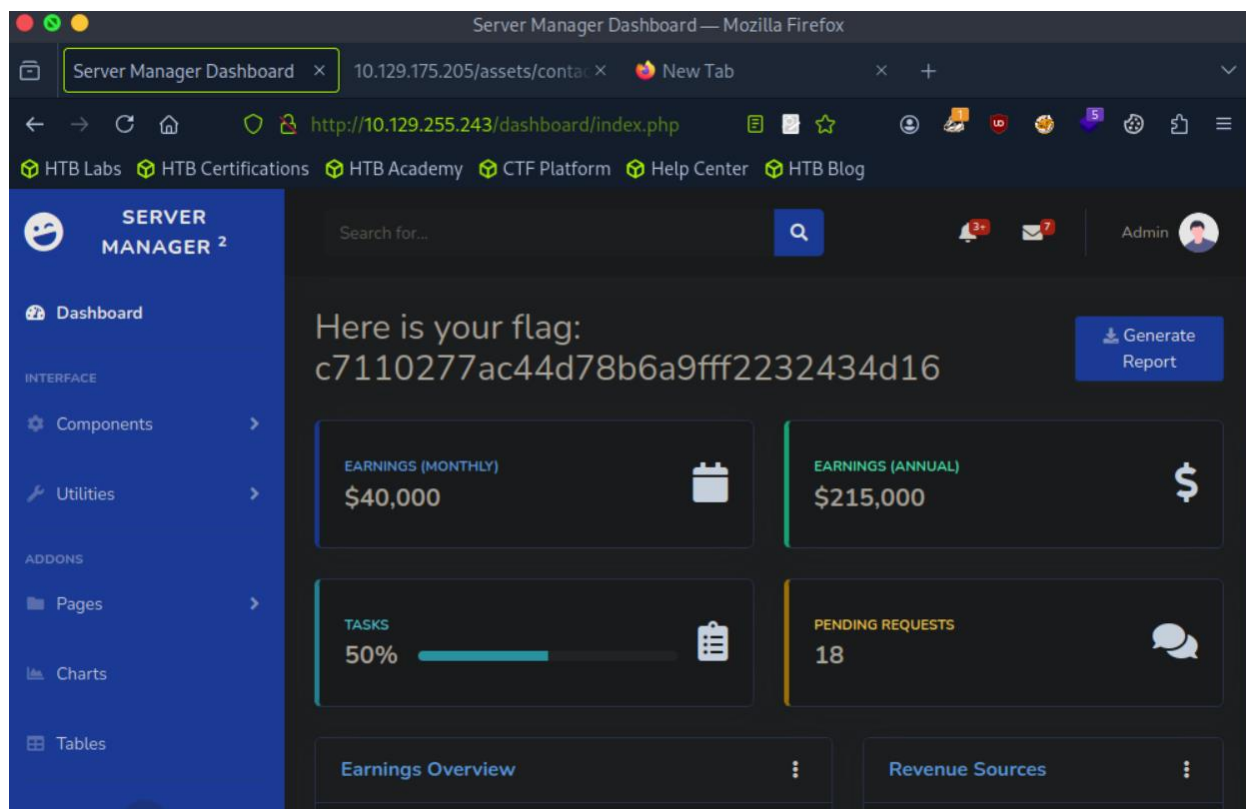 Server Manager Dashboard — Mozilla Firefox
Server Manager Dashboard
10.129.175.205/assets/contac
New Tab
http://10.129.255.243/dashboard/index.php
1
5
HTB Labs HTB Certifications HTB Academy CTF Platform Help Center HTB Blog
SERVER
MANAGER 2
Search for...
3+
7
Admin
Dashboard
Here is your flag:
c7110277ac44d78b6a9fff2232434d16
Generate
Report
INTERFACE
Components
Utilities
ADDONS
Pages
Charts
Tables
EARNINGS (MONTHLY)
$40,000
EARNINGS (ANNUAL)
$215,000
TASKS
50%
PENDING REQUESTS
18
Earnings Overview
Revenue Sources